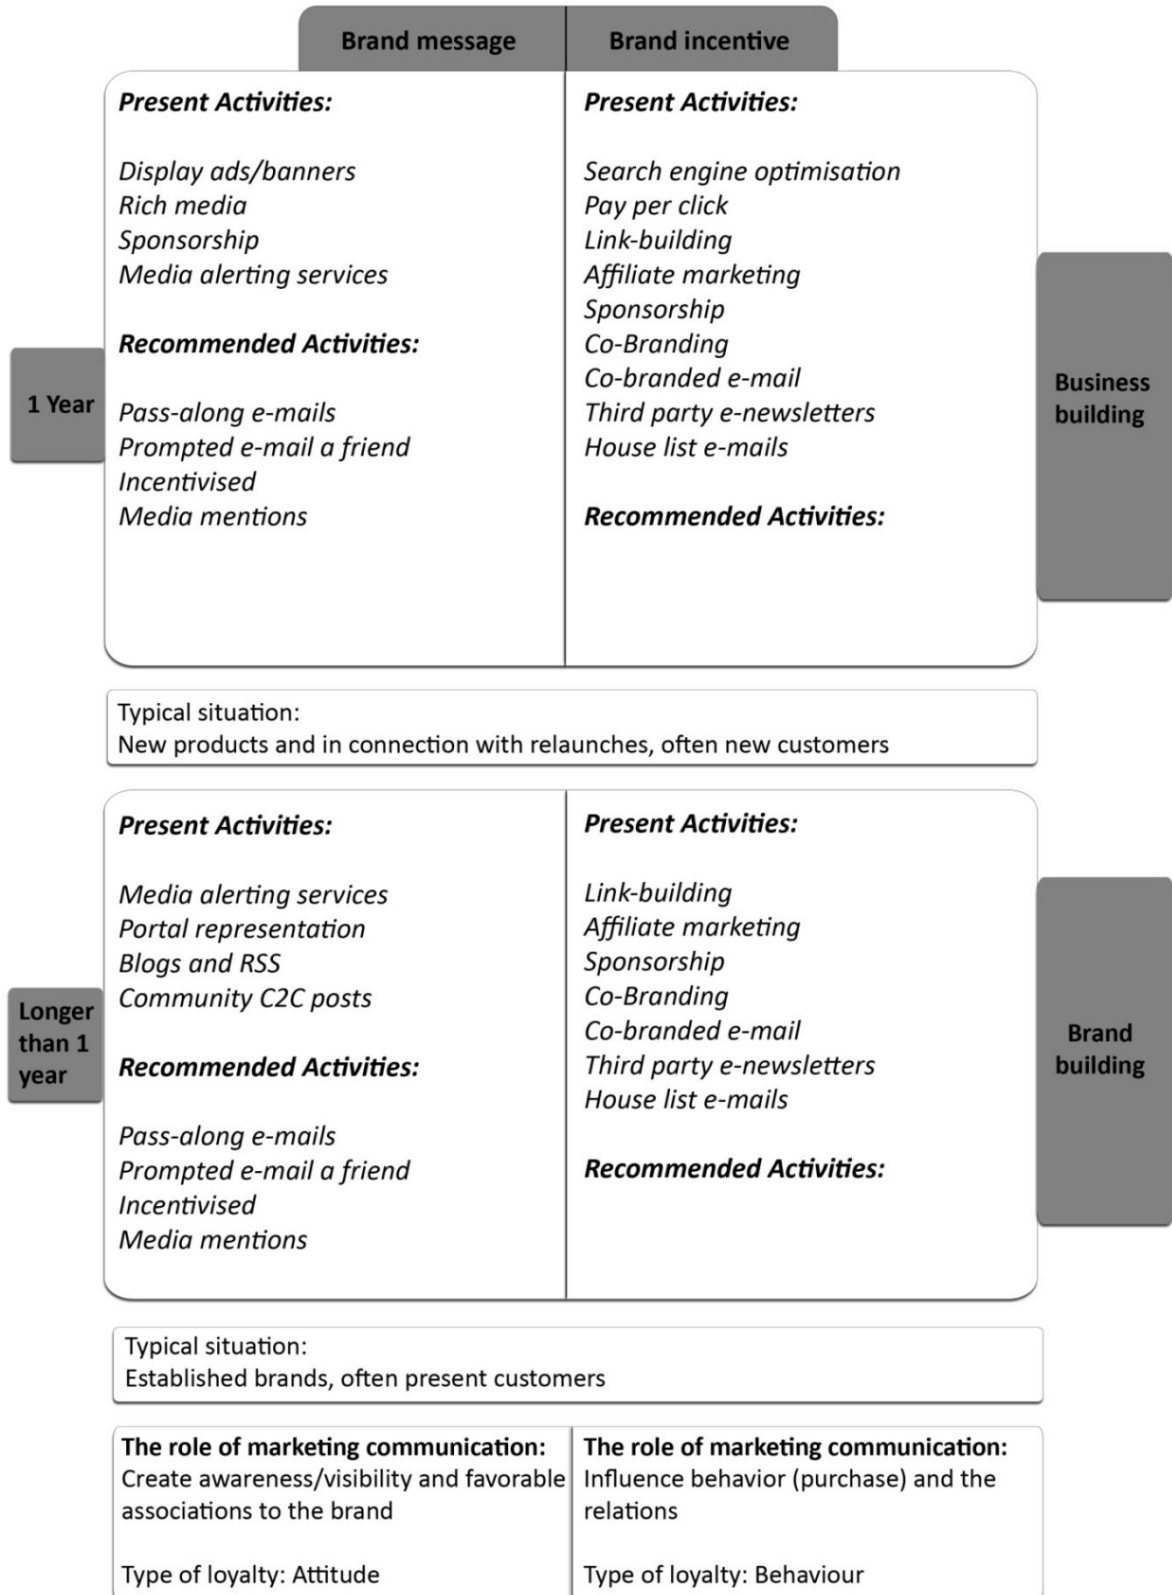 Brand message
Brand incentive
Present Activities:
Display ads/banners
Rich media
Sponsorship
Media alerting services
Recommended Activities:
Pass-along e-mails
Prompted e-mail a friend
Incentivised
Media mentions
Present Activities:
Search engine optimisation
Pay per click
Link-building
Affiliate marketing
Sponsorship
Co-Branding
Co-branded e-mail
Third party e-newsletters
House list e-mails
Recommended Activities:
1 Year
Business
building
Typical situation:
New products and in connection with relaunches, often new customers
Present Activities:
Media alerting services
Portal representation
Blogs and RSS
Community C2C posts
Recommended Activities:
Pass-along e-mails
Prompted e-mail a friend
Incentivised
Media mentions
Present Activities:
Link-building
Affiliate marketing
Sponsorship
Co-Branding
Co-branded e-mail
Third party e-newsletters
House list e-mails
Recommended Activities:
Longer
than 1
year
Brand
building
Typical situation:
Established brands, often present customers
The role of marketing communication:
Create awareness/visibility and favorable
associations to the brand
Type of loyalty: Attitude
The role of marketing communication:
Influence behavior (purchase) and the
relations
Type of loyalty: Behaviour